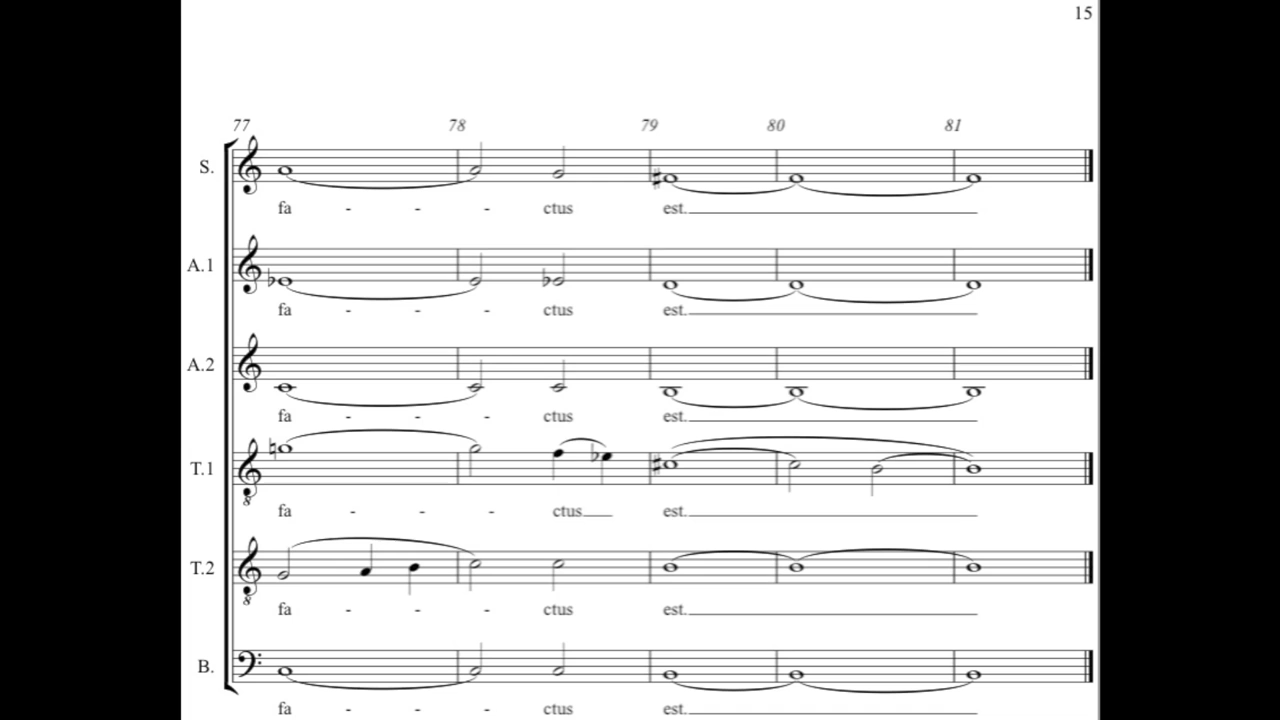 15
77 78 79 80 81
S.
fa - - - ctus est.
A.1
fa - - - ctus est.
A.2
fa - - - ctus est.
T.1
8
fa - - - ctus est.
T.2
8
fa - - - ctus est.
B.
fa - - - ctus est.